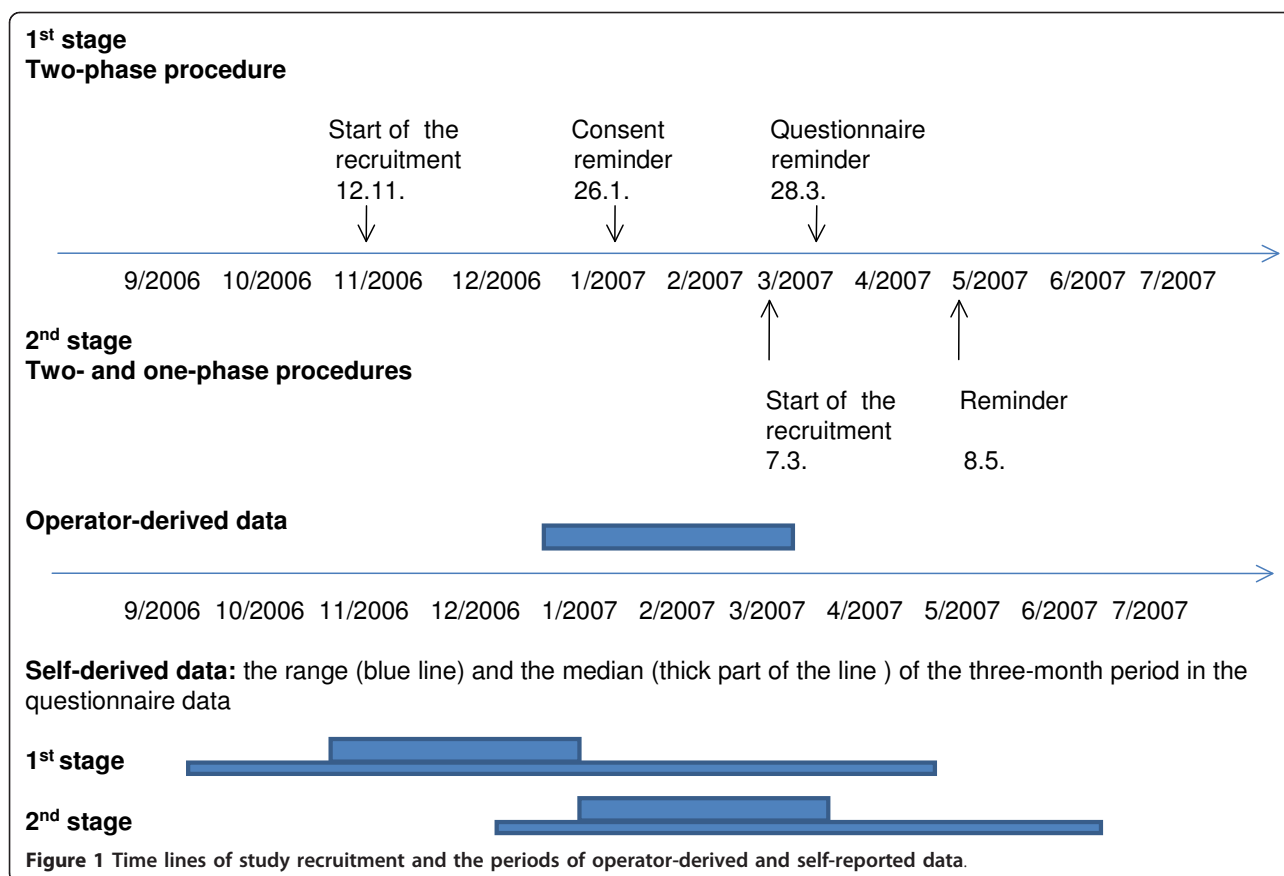 1st stage
Two-phase procedure
Start of the
recruitment
12.11.
Consent
reminder
26.1.
Questionnaire
reminder
28.3.
9/2006 10/2006 11/2006 12/2006 1/2007 2/2007 3/2007 4/2007 5/2007 6/2007 7/2007
2nd stage
Two- and one-phase procedures
Start of the
recruitment
7.3.
Reminder
8.5.
Operator-derived data
9/2006 10/2006 11/2006 12/2006 1/2007 2/2007 3/2007 4/2007 5/2007 6/2007 7/2007
Self-derived data: the range (blue line) and the median (thick part of the line ) of the three-month period in the
questionnaire data
1st stage
2nd stage
Figure 1 Time lines of study recruitment and the periods of operator-derived and self-reported data.